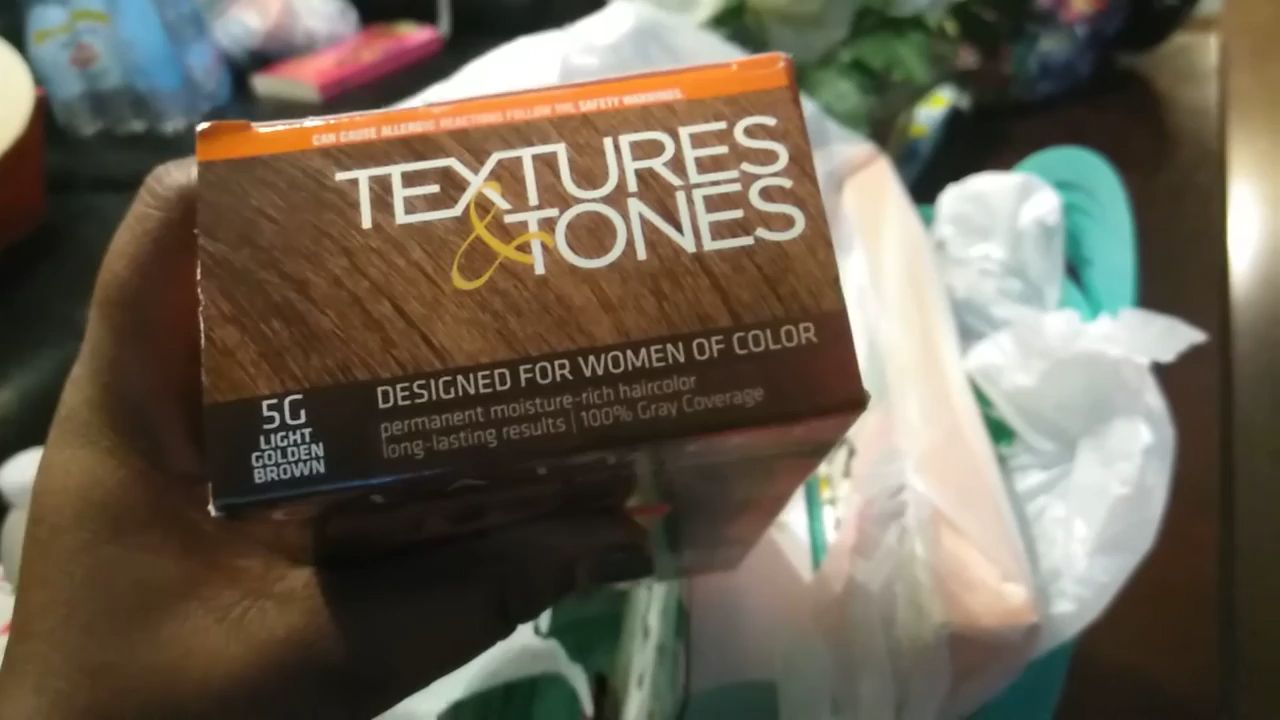 CAN CAUSE ALLERGIC REACTIONS FOLLOW THE SAFETY WARNINGS.
TEXTURES
& TONES
DESIGNED FOR WOMEN OF COLOR
permanent moisture-rich haircolor
long-lasting results | 100% Gray Coverage
5G
LIGHT
GOLDEN
BROWN